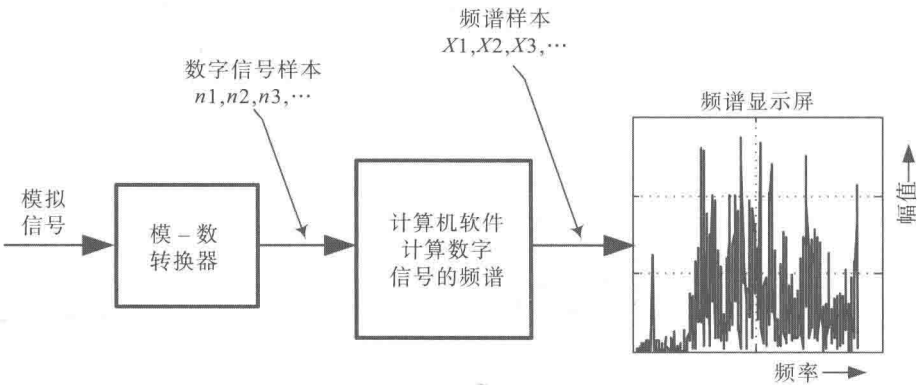 频谱样本
X1,X2,X3,…
数字信号样本
n1,n2,n3,…
频谱显示屏
模拟
信号
模－数
转换器
计算机软件
计算数字
信号的频谱
幅值
频率